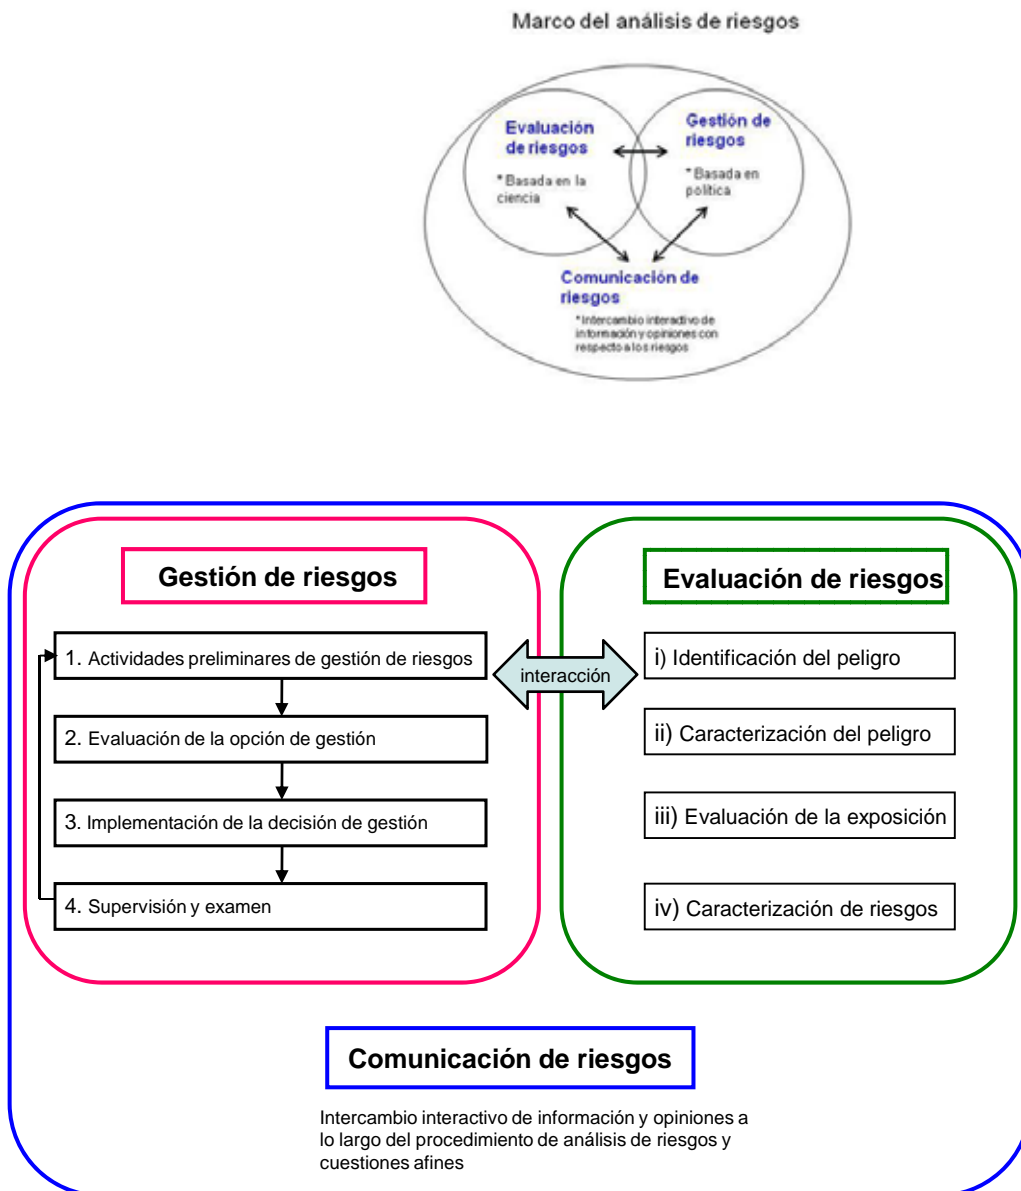 Marco del análisis de riesgos
Evaluación
de riesgos
* Basada en la
ciencia
Gestión de
riesgos
* Basada en
política
Comunicación de
riesgos
*Intercambio interactivo de
información y opiniones con
respecto a los riesgos
Gestión de riesgos
1. Actividades preliminares de gestión de riesgos
2. Evaluación de la opción de gestión
3. Implementación de la decisión de gestión
4. Supervisión y examen
interacción
Evaluación de riesgos
i) Identificación del peligro
ii) Caracterización del peligro
iii) Evaluación de la exposición
iv) Caracterización de riesgos
Comunicación de riesgos
Intercambio interactivo de información y opiniones a
lo largo del procedimiento de análisis de riesgos y
cuestiones afines